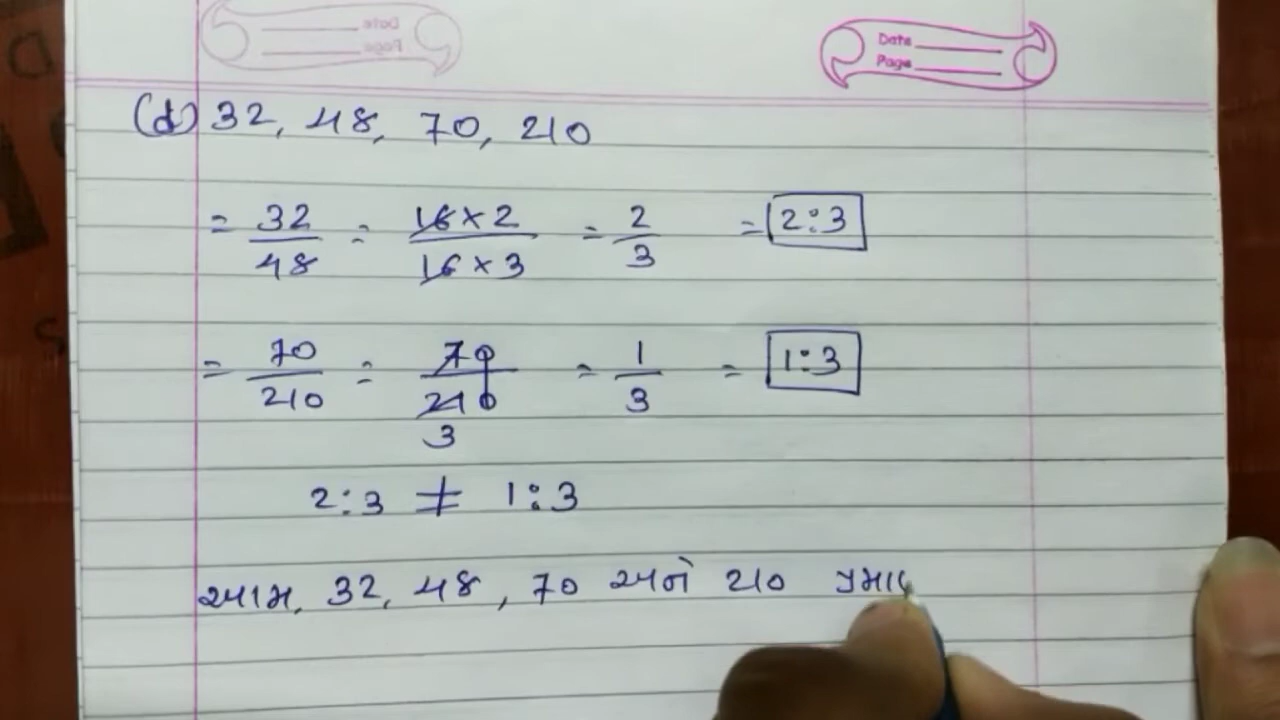 Date
Page
(d) 32, 48, 70, 210
= 32/48 = 16 × 2/16 × 3 = 2/3 = 2:3
= 70/210 = 70/210 3 = 1/3 = 1:3
2:3 ≠ 1:3
આમ, 32, 48, 70 અને 210